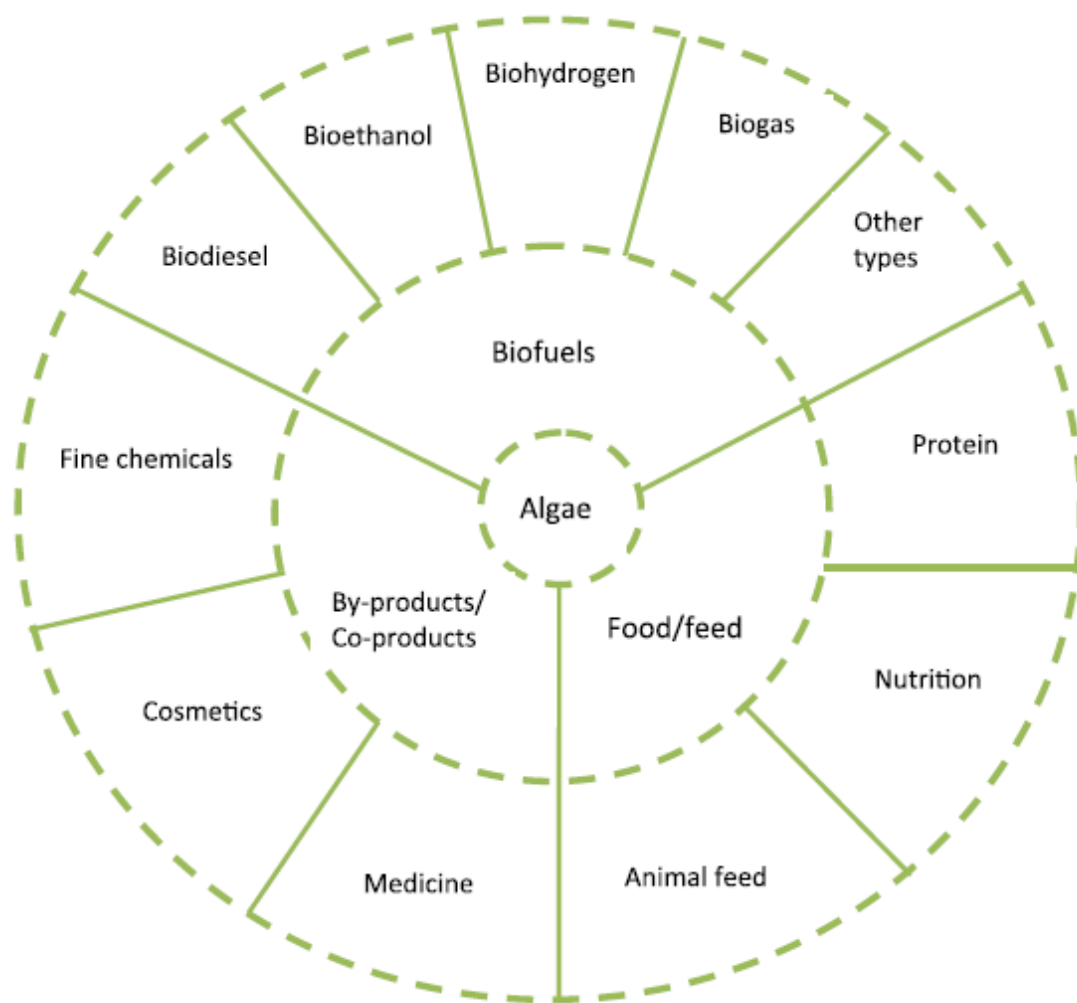 Biohydrogen
Bioethanol
Biogas
Other
types
Biodiesel
Biofuels
Protein
Fine chemicals
Algae
By-products/
Co-products
Food/feed
Nutrition
Cosmetics
Medicine
Animal feed